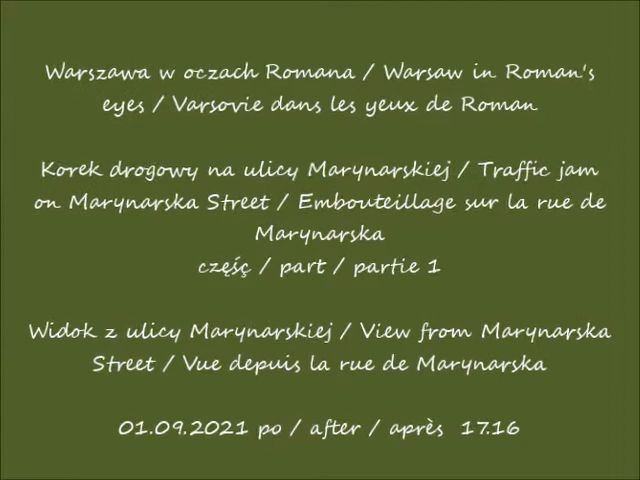 Warszawa w oczach Romana / Warsaw in Roman's
eyes / Varsovie dans les yeux de Roman
Korek drogowy na ulicy Marynarskiej / Traffic jam
on Marynarska Street / Embouteillage sur la rue de
Marynarska
częśç / part / partie 1
Widok z ulicy Marynarskiej / View from Marynarska
Street / Vue depuis la rue de Marynarska
01.09.2021 po / after / après 17.16